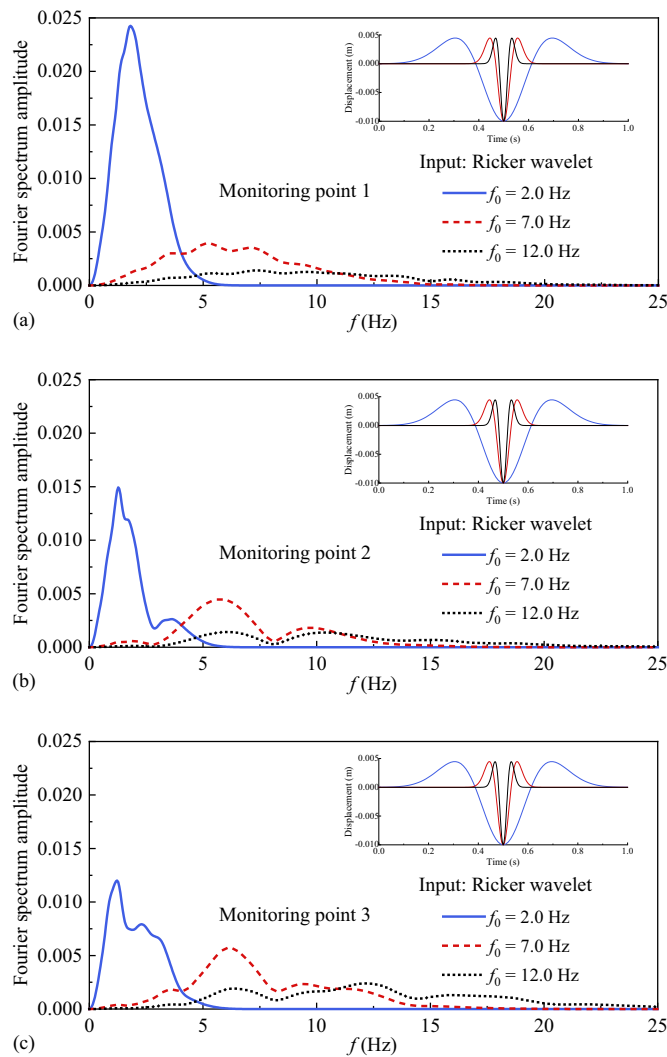 0.025
0.020
0.015
0.010
0.005
0.000
Fourier spectrum amplitude
0.005
0.000
-0.005
-0.010
Displacement (m)
0.0 0.2 0.4 0.6 0.8 1.0
Time (s)
Input: Ricker wavelet
Monitoring point 1
f0 = 2.0 Hz
f0 = 7.0 Hz
f0 = 12.0 Hz
0 5 10 15 20 25
(a)
f (Hz)
0.025
0.020
0.015
0.010
0.005
0.000
Fourier spectrum amplitude
0.005
0.000
-0.005
-0.010
Displacement (m)
0.0 0.2 0.4 0.6 0.8 1.0
Time (s)
Input: Ricker wavelet
Monitoring point 2
f0 = 2.0 Hz
f0 = 7.0 Hz
f0 = 12.0 Hz
0 5 10 15 20 25
(b)
f (Hz)
0.025
0.020
0.015
0.010
0.005
0.000
Fourier spectrum amplitude
0.005
0.000
-0.005
-0.010
Displacement (m)
0.0 0.2 0.4 0.6 0.8 1.0
Time (s)
Input: Ricker wavelet
Monitoring point 3
f0 = 2.0 Hz
f0 = 7.0 Hz
f0 = 12.0 Hz
0 5 10 15 20 25
(c)
f (Hz)